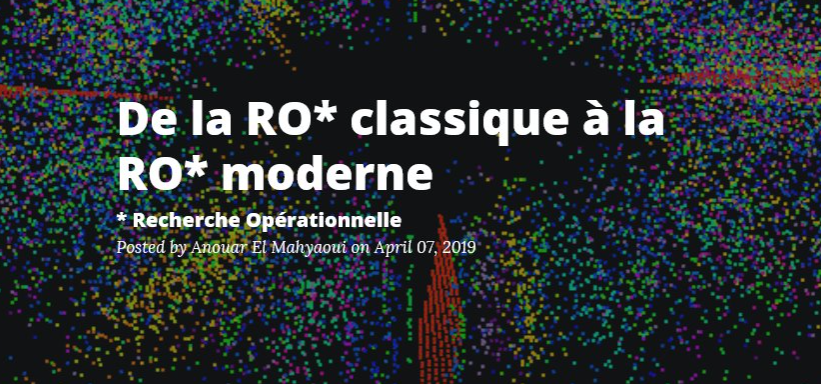 De la RO* classique à la
RO* moderne
* Recherche Opérationnelle
Posted by Anouar El Mahyaoui on April 07, 2019